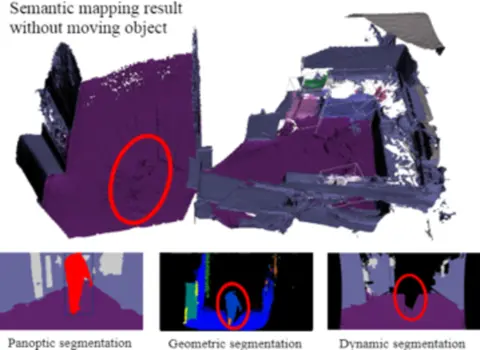 Semantic mapping result
without moving object
Panoptic segmentation
Geometric segmentation
Dynamic segmentation